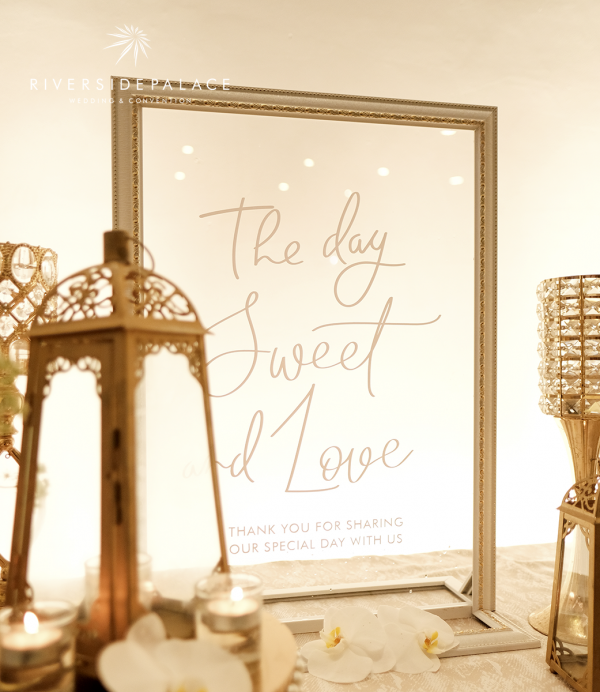 RIVERSIDEPALACE
WEDDING & CONVENTION
The day
Sweet
and Love
THANK YOU FOR SHARING
OUR SPECIAL DAY WITH US